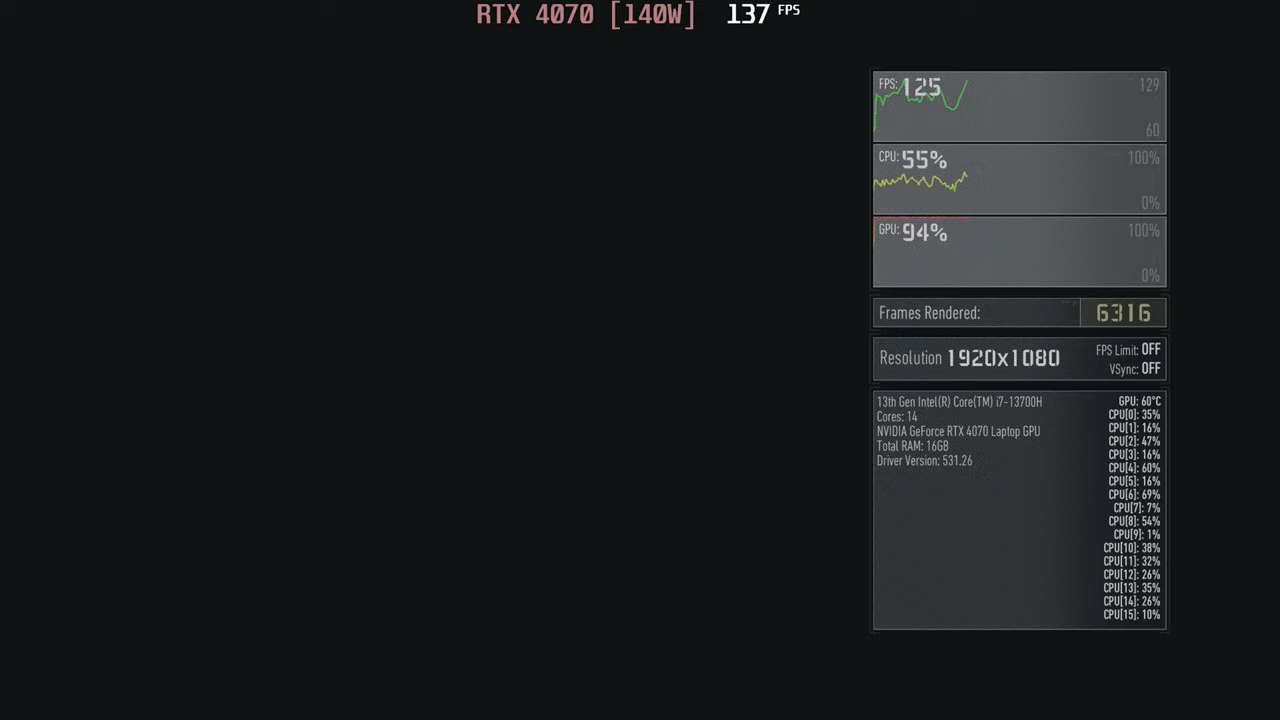 RTX 4070 [140W] 137 FPS
FPS: 125 129
60
CPU: 55% 100%
0%
GPU: 94% 100%
0%
Frames Rendered: 6316
Resolution 1920x1080 FPS Limit: OFF
VSync: OFF
13th Gen Intel(R) Core(TM) i7-13700H
Cores: 14
NVIDIA GeForce RTX 4070 Laptop GPU
Total RAM: 16GB
Driver Version: 531.26
GPU: 60°C
CPU[0]: 35%
CPU[1]: 16%
CPU[2]: 47%
CPU[3]: 16%
CPU[4]: 60%
CPU[5]: 16%
CPU[6]: 69%
CPU[7]: 7%
CPU[8]: 54%
CPU[9]: 1%
CPU[10]: 38%
CPU[11]: 32%
CPU[12]: 26%
CPU[13]: 35%
CPU[14]: 26%
CPU[15]: 10%